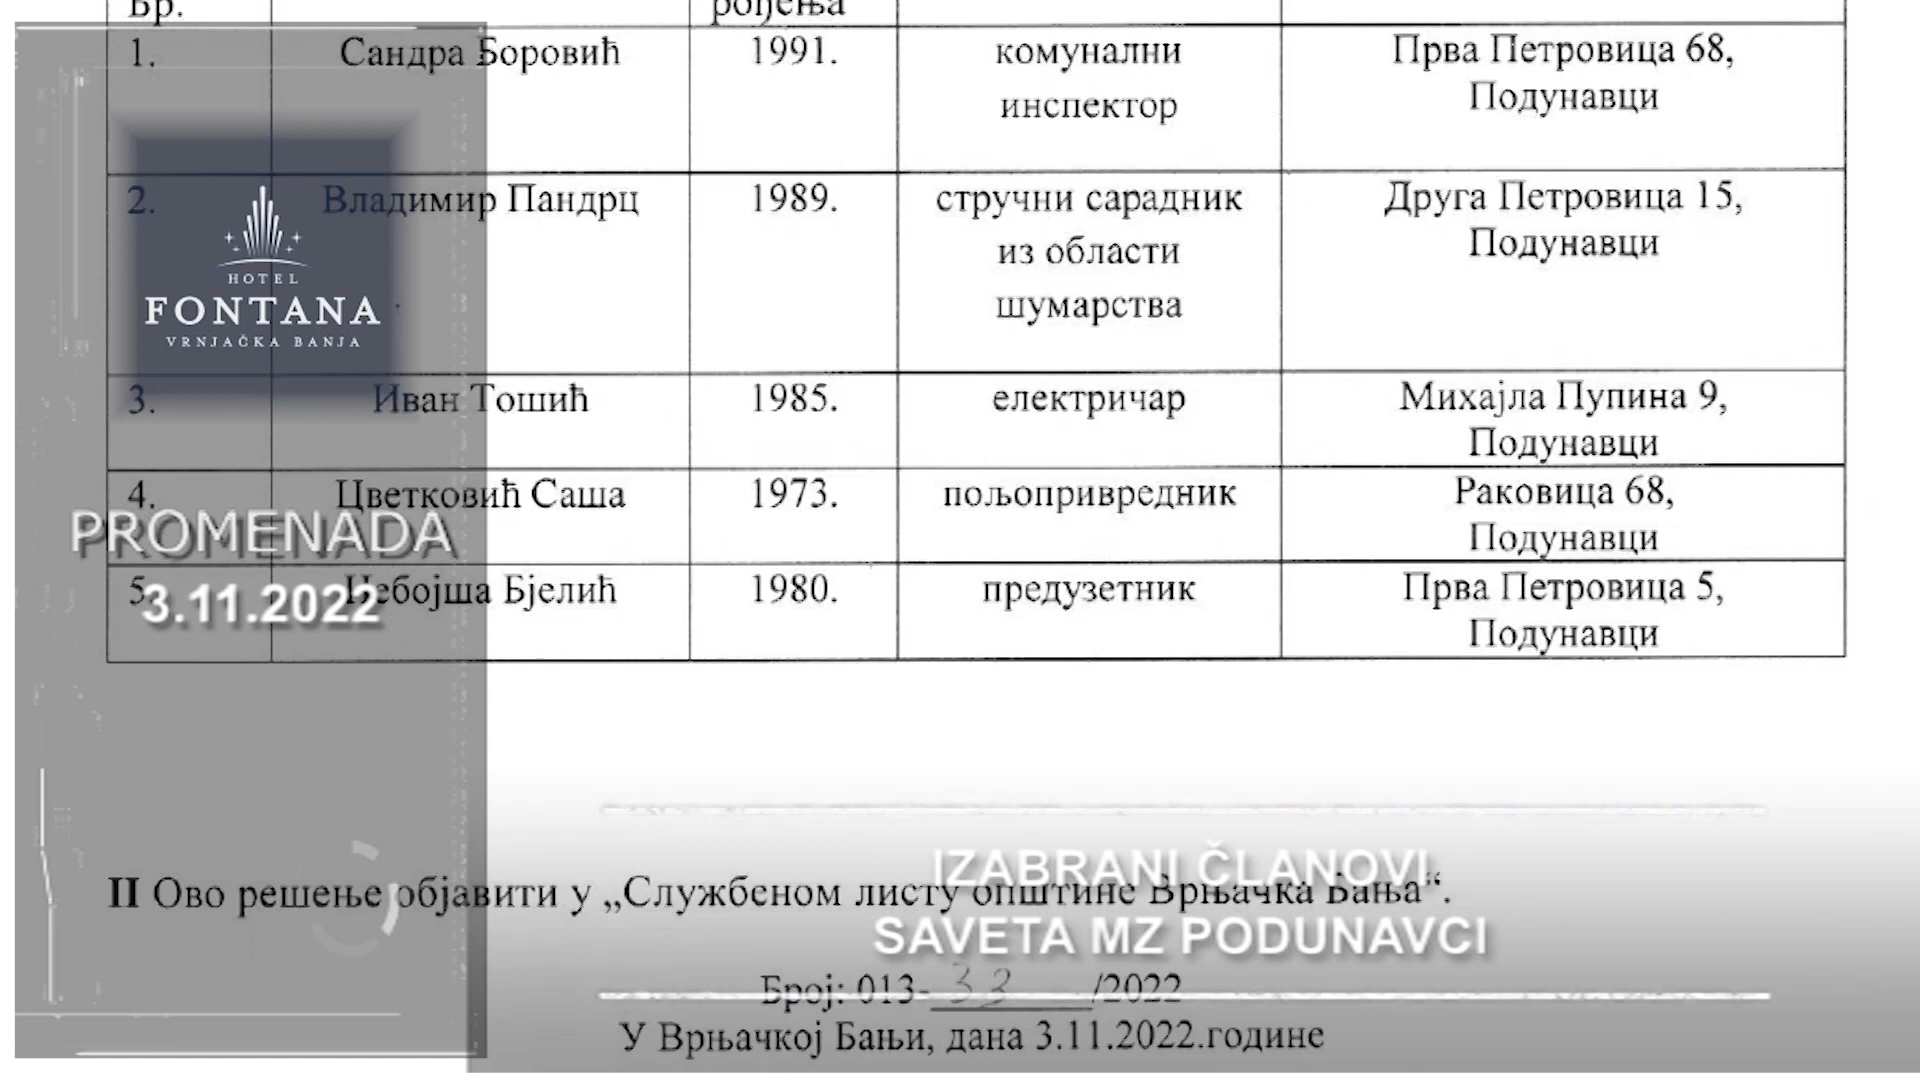 Бр.
рођења
1. Сандра Боровић 1991. комунални инспектор Прва Петровица 68, Подунавци
2. Владимир Пандрц 1989. стручни сарадник из области шумарства Друга Петровица 15, Подунавци
3. Иван Тошић 1985. електричар Михајла Пупина 9, Подунавци
4. Цветковић Саша 1973. пољопривредник Раковица 68, Подунавци
5. Небојша Бјелић 1980. предузетник Прва Петровица 5, Подунавци
HOTEL
FONTANA
VRNJAČKA BANJA
PROMENADA
3.11.2022
II Ово решење објавити у „Службеном листу општине Врњачка Бања“.
IZABRANI ČLANOVI
SAVETA MZ PODUNAVCI
Број: 013-33/2022
У Врњачкој Бањи, дана 3.11.2022.године